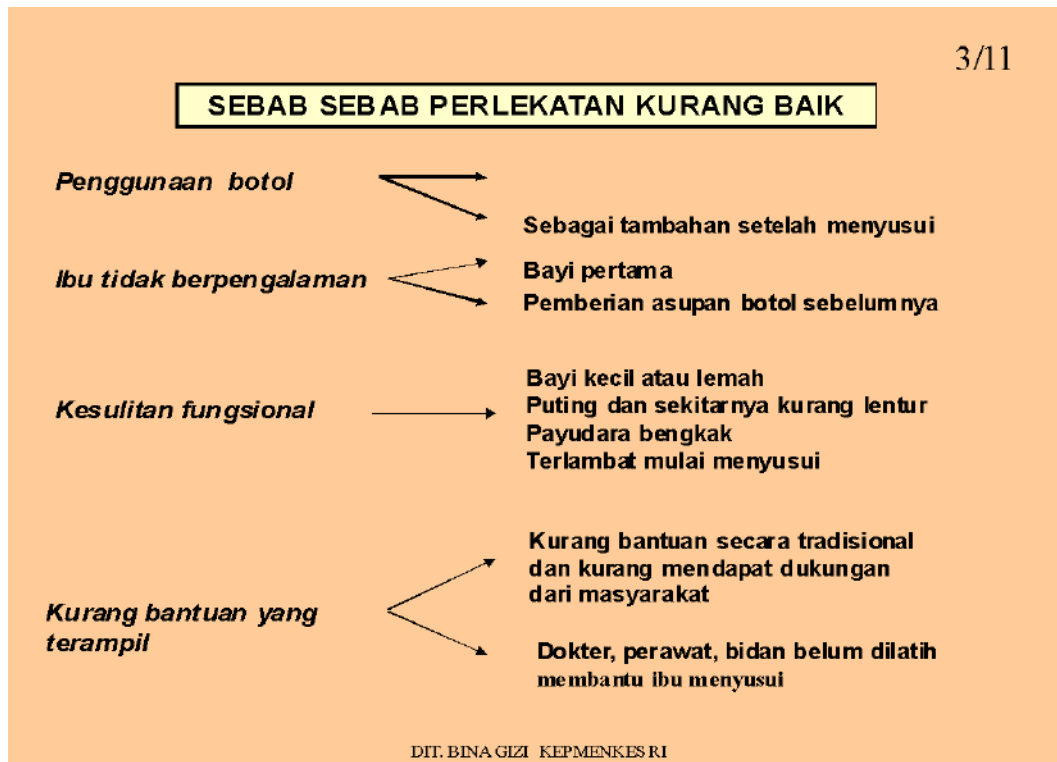 3/11
SEBAB SEBAB PERLEKATAN KURANG BAIK
Penggunaan botol
Sebagai tambahan setelah menyusui
Ibu tidak berpengalaman
Bayi pertama
Pemberian asupan botol sebelumnya
Kesulitan fungsional
Bayi kecil atau lemah
Puting dan sekitarnya kurang lentur
Payudara bengkak
Terlambat mulai menyusui
Kurang bantuan yang
terampil
Kurang bantuan secara tradisional
dan kurang mendapat dukungan
dari masyarakat
Dokter, perawat, bidan belum dilatih
membantu ibu menyusui
DIT. BINA GIZI KEPMENKES RI